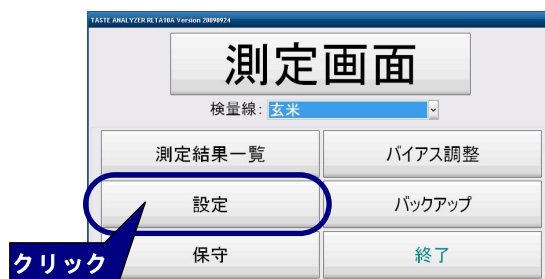 TASTE ANALYZER RLTA10A Version 20090924
測定画面
検量線: 玄米
測定結果一覧 バイアス調整
設定 バックアップ
保守 終了
クリック